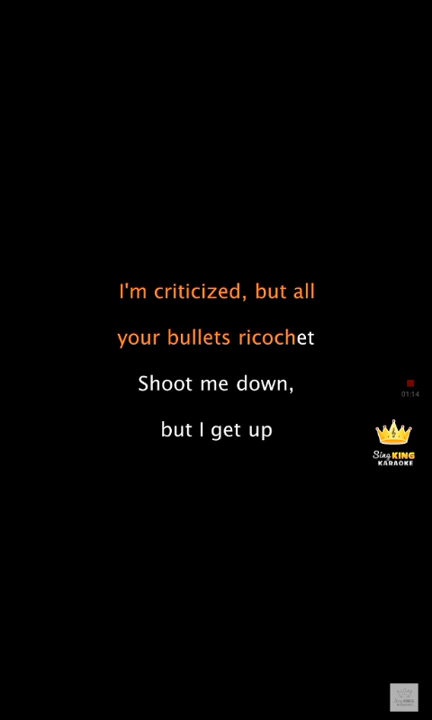 I'm criticized, but all
your bullets ricochet
Shoot me down,
but I get up
01:14
Sing KING
KARAOKE